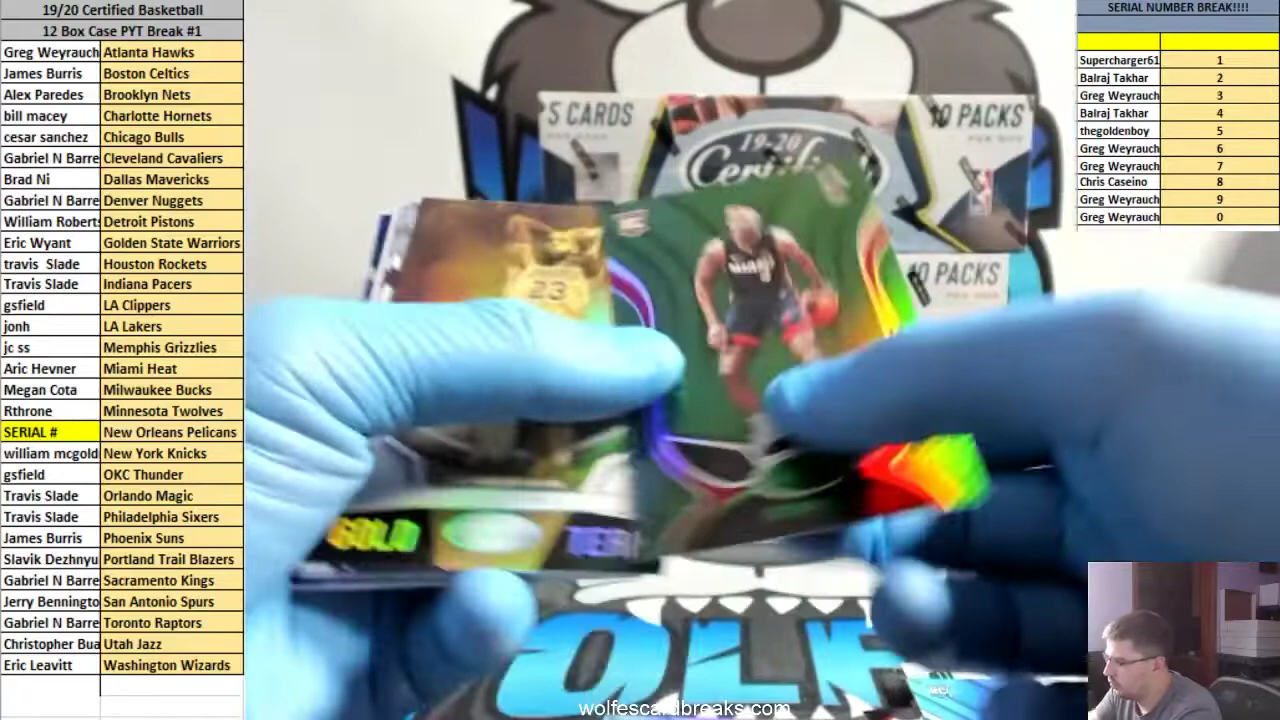 19/20 Certified Basketball
12 Box Case PYT Break #1
Greg Weyrauch Atlanta Hawks
James Burris Boston Celtics
Alex Paredes Brooklyn Nets
bill macey Charlotte Hornets
cesar sanchez Chicago Bulls
Gabriel N Barre Cleveland Cavaliers
Brad Ni Dallas Mavericks
Gabriel N Barre Denver Nuggets
William Roberts Detroit Pistons
Eric Wyant Golden State Warriors
travis Slade Houston Rockets
Travis Slade Indiana Pacers
gsfield LA Clippers
jonh LA Lakers
jc ss Memphis Grizzlies
Aric Hevner Miami Heat
Megan Cota Milwaukee Bucks
Rthrone Minnesota Twolves
SERIAL # New Orleans Pelicans
william mcgold New York Knicks
gsfield OKC Thunder
Travis Slade Orlando Magic
Travis Slade Philadelphia Sixers
James Burris Phoenix Suns
Slavik Dezhnyu Portland Trail Blazers
Gabriel N Barre Sacramento Kings
Jerry Bennington San Antonio Spurs
Gabriel N Barre Toronto Raptors
Christopher Bua Utah Jazz
Eric Leavitt Washington Wizards
5 CARDS
10 PACKS
19-20
Certified
10 PACKS
23
GOLD TEAM
OLF
wolfescardbreaks.com
SERIAL NUMBER BREAK!!!!
Supercharger61 1
Balraj Takhar 2
Greg Weyrauch 3
Balraj Takhar 4
thegoldenboy 5
Greg Weyrauch 6
Greg Weyrauch 7
Chris Caseino 8
Greg Weyrauch 9
Greg Weyrauch 0